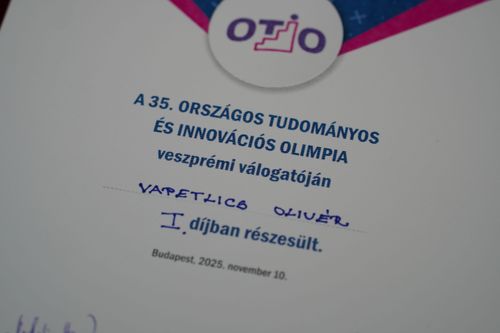 OTIO
A 35. ORSZÁGOS TUDOMÁNYOS
ÉS INNOVÁCIÓS OLIMPIA
veszprémi válogatóján
VAPETLICS OLIVÉR
I. díjban részesült.
Budapest, 2025. november 10.